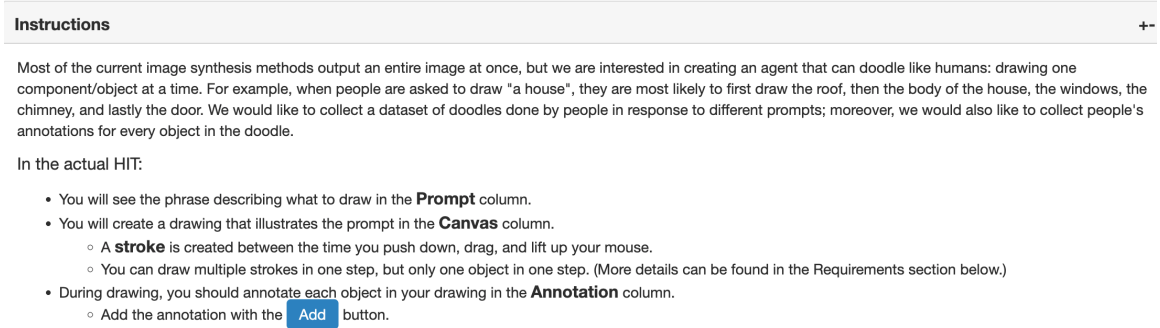 Instructions +-
Most of the current image synthesis methods output an entire image at once, but we are interested in creating an agent that can doodle like humans: drawing one
component/object at a time. For example, when people are asked to draw "a house", they are most likely to first draw the roof, then the body of the house, the windows, the
chimney, and lastly the door. We would like to collect a dataset of doodles done by people in response to different prompts; moreover, we would also like to collect people's
annotations for every object in the doodle.
In the actual HIT:
• You will see the phrase describing what to draw in the Prompt column.
• You will create a drawing that illustrates the prompt in the Canvas column.
◦ A stroke is created between the time you push down, drag, and lift up your mouse.
◦ You can draw multiple strokes in one step, but only one object in one step. (More details can be found in the Requirements section below.)
• During drawing, you should annotate each object in your drawing in the Annotation column.
◦ Add the annotation with the Add button.